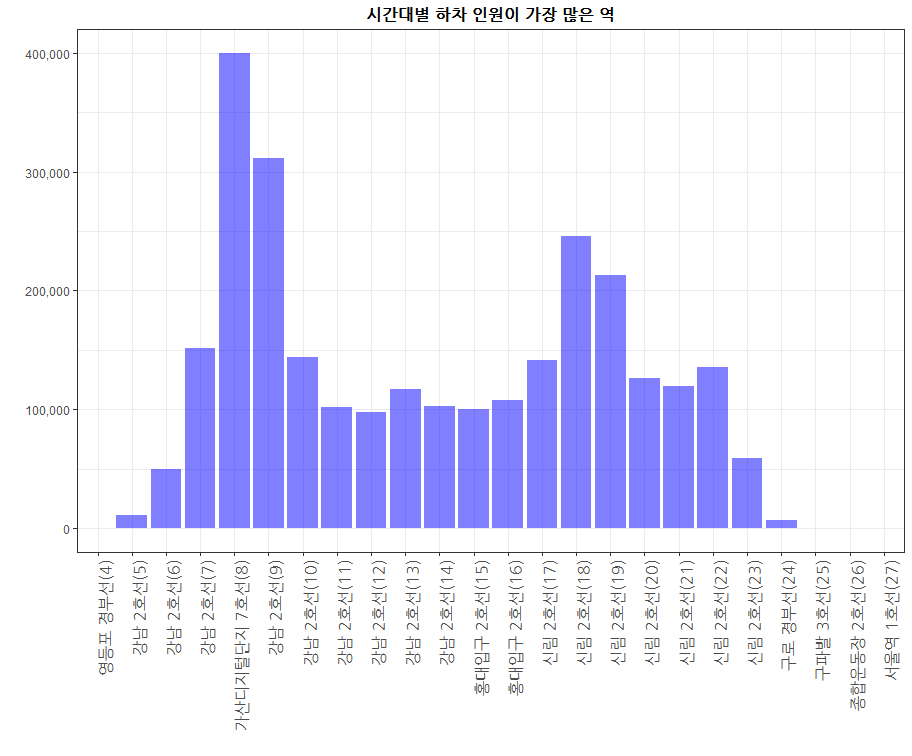 시간대별 하차 인원이 가장 많은 역
400,000
300,000
200,000
100,000
0
영등포 경부선(4)
강남 2호선(5)
강남 2호선(6)
강남 2호선(7)
가산디지털단지 7호선(8)
강남 2호선(9)
강남 2호선(10)
강남 2호선(11)
강남 2호선(12)
강남 2호선(13)
강남 2호선(14)
홍대입구 2호선(15)
홍대입구 2호선(16)
신림 2호선(17)
신림 2호선(18)
신림 2호선(19)
신림 2호선(20)
신림 2호선(21)
신림 2호선(22)
신림 2호선(23)
구로 경부선(24)
구파발 3호선(25)
종합운동장 2호선(26)
서울역 1호선(27)